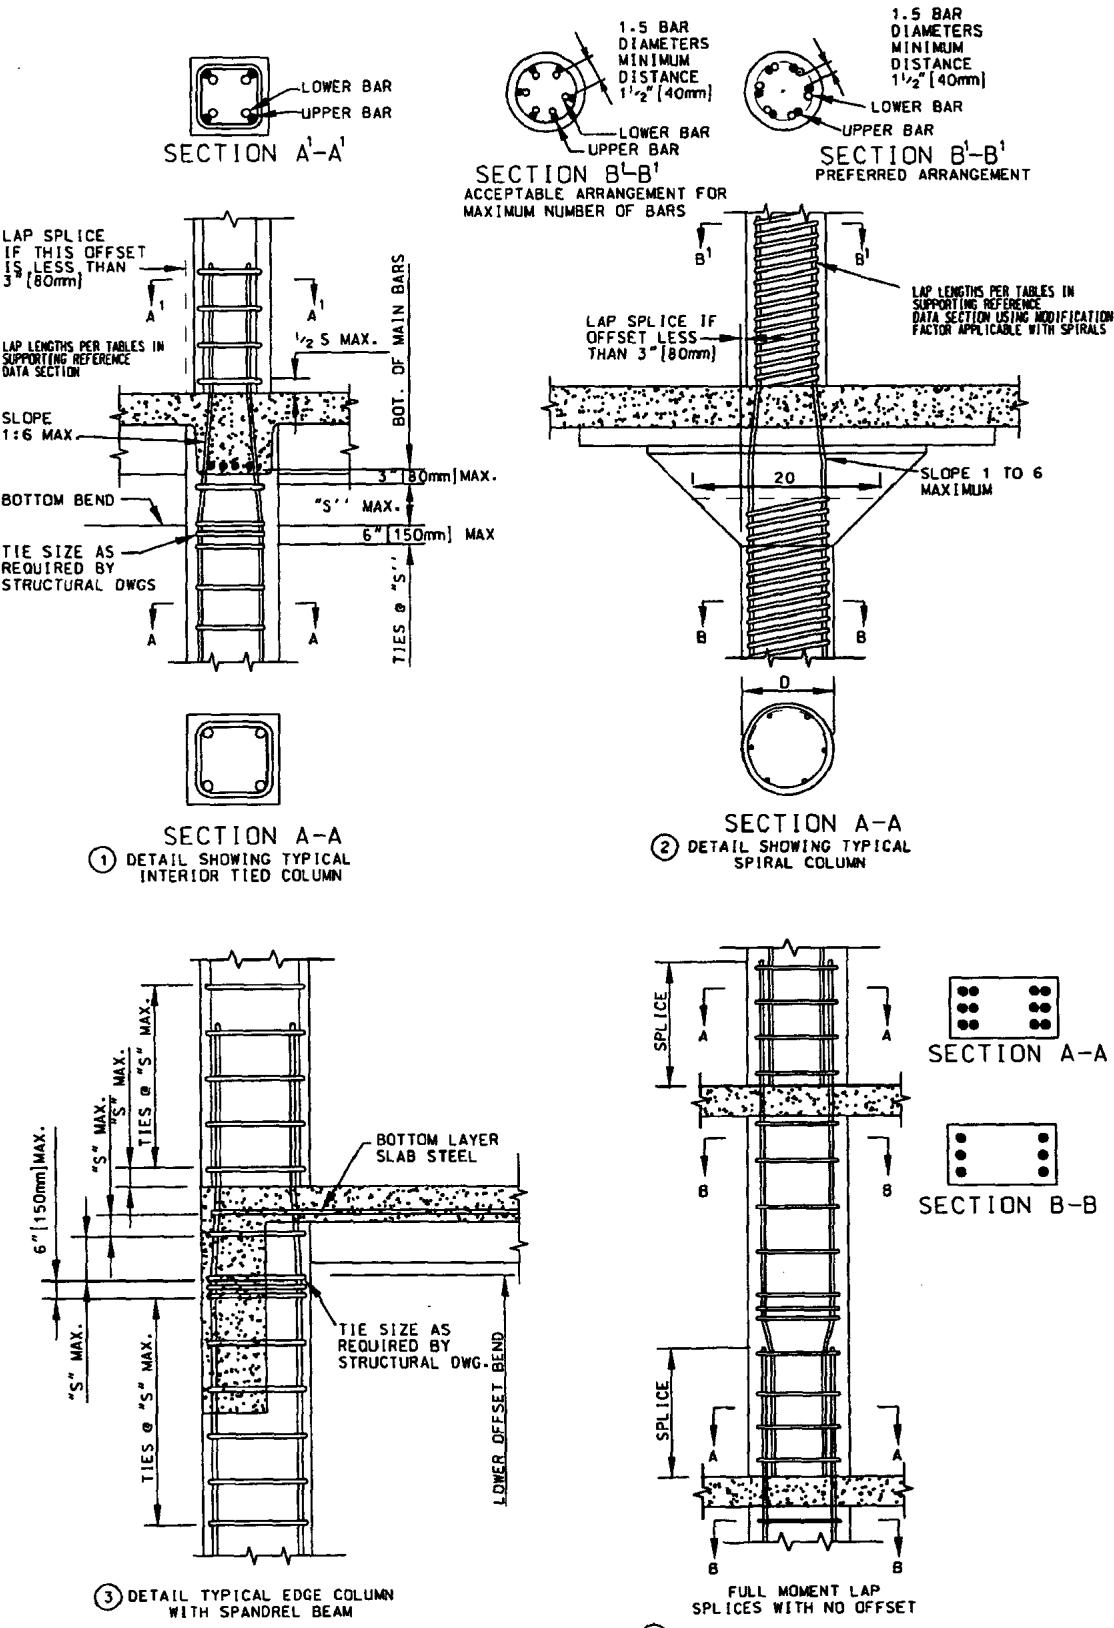 LOWER BAR
UPPER BAR
SECTION A¹-A¹
1.5 BAR
DIAMETERS
MINIMUM
DISTANCE
1½" [40mm]
LOWER BAR
UPPER BAR
SECTION B¹-B¹
ACCEPTABLE ARRANGEMENT FOR
MAXIMUM NUMBER OF BARS
1.5 BAR
DIAMETERS
MINIMUM
DISTANCE
1½" [40mm]
LOWER BAR
UPPER BAR
SECTION B¹-B¹
PREFERRED ARRANGEMENT
LAP SPLICE
IF THIS OFFSET
IS LESS THAN
3" [80mm]
A¹
A¹
LAP LENGTHS PER TABLES IN
SUPPORTING REFERENCE
DATA SECTION
½ S MAX.
BOT. OF MAIN BARS
SLOPE
1:6 MAX
3" [80mm] MAX.
"S'' MAX.
BOTTOM BEND
6" [150mm] MAX
TIE SIZE AS
REQUIRED BY
STRUCTURAL DWGS
TIES @ "S''
A
A
SECTION A-A
1 DETAIL SHOWING TYPICAL
INTERIOR TIED COLUMN
B¹
B¹
LAP LENGTHS PER TABLES IN
SUPPORTING REFERENCE
DATA SECTION USING MODIFICATION
FACTOR APPLICABLE WITH SPIRALS
LAP SPLICE IF
OFFSET LESS
THAN 3" [80mm]
SLOPE 1 TO 6
MAXIMUM
20
B
B
D
SECTION A-A
2 DETAIL SHOWING TYPICAL
SPIRAL COLUMN
TIES @ "S" MAX.
"S" MAX.
"S" MAX.
6" [150mm] MAX.
"S" MAX.
TIES @ "S" MAX.
BOTTOM LAYER
SLAB STEEL
TIE SIZE AS
REQUIRED BY
STRUCTURAL DWG.
LOWER OFFSET BEND
3 DETAIL TYPICAL EDGE COLUMN
WITH SPANDREL BEAM
SPLICE
A
A
SECTION A-A
B
B
SECTION B-B
SPLICE
A
A
B
B
FULL MOMENT LAP
SPLICES WITH NO OFFSET